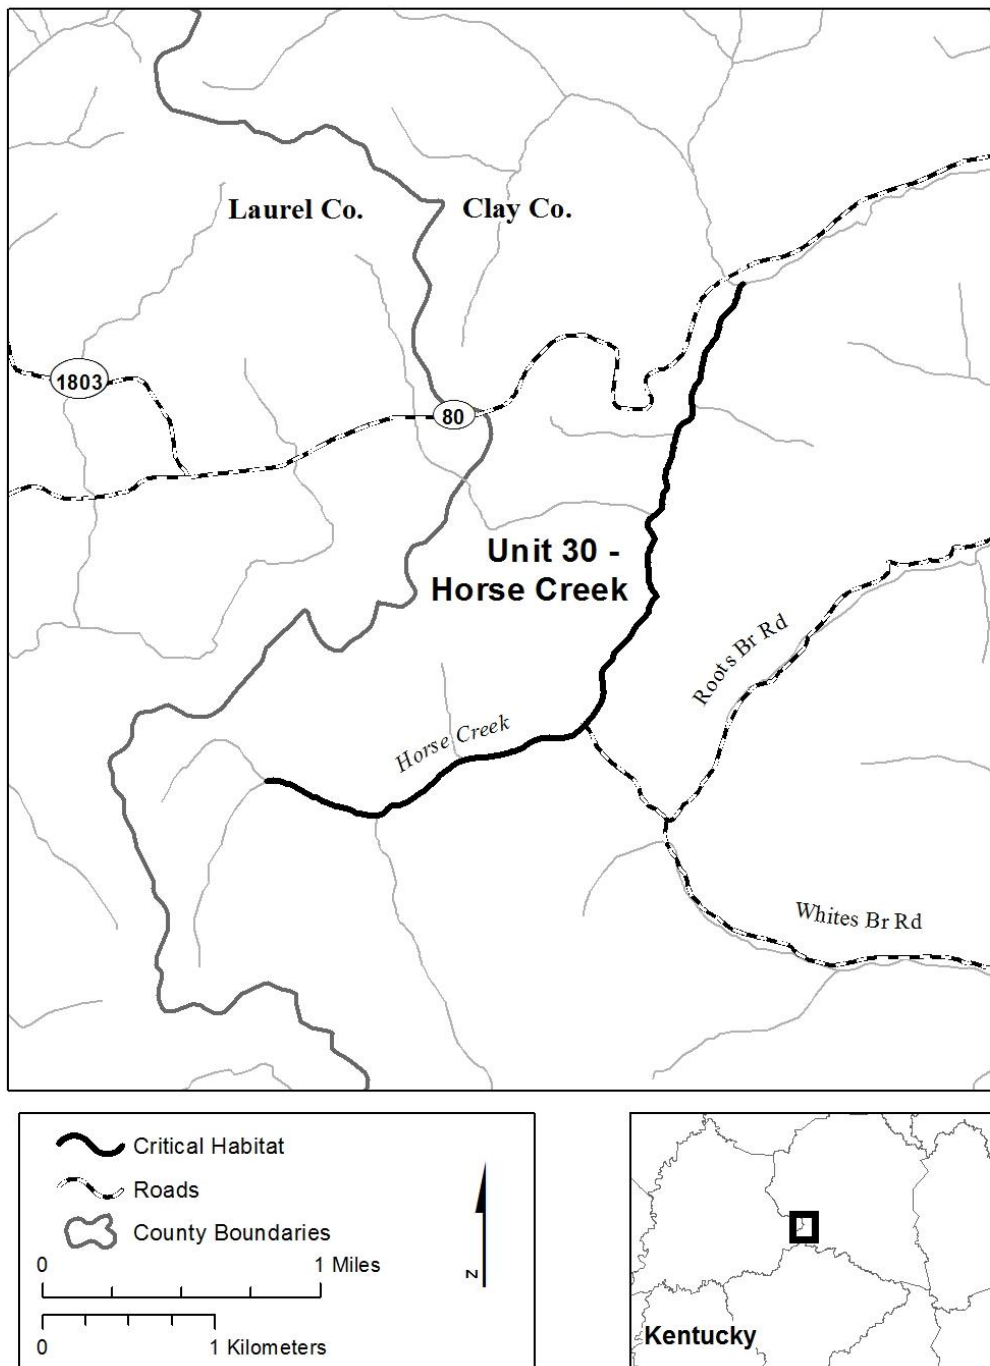 Laurel Co.
Clay Co.
1803
80
Unit 30 -
Horse Creek
Roots Br Rd
Horse Creek
Whites Br Rd
Critical Habitat
Roads
County Boundaries
0 1 Miles
0 1 Kilometers
N
Kentucky